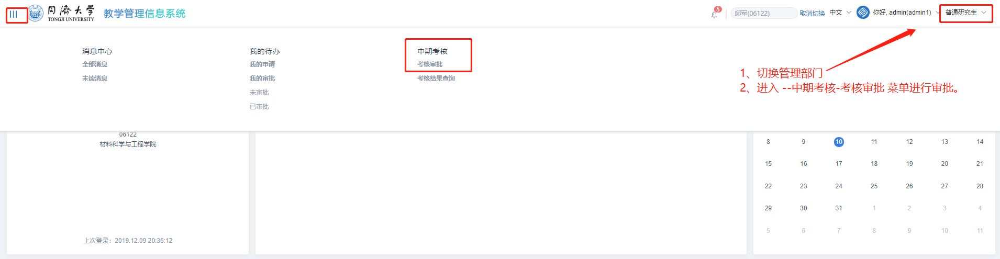 同济大学
TONGJI UNIVERSITY
教学管理信息系统
5
邱军(06122)
取消切换
中文
你好, admin(admin1)
普通研究生
消息中心
全部消息
未读消息
我的待办
我的申请
我的审批
未审批
已审批
中期考核
考核审批
考核结果查询
1、切换管理部门
2、进入 --中期考核-考核审批 菜单进行审批。
06122
材料科学与工程学院
上次登录：2019.12.09 20:36:12
8 9 10 11 12 13 14
15 16 17 18 19 20 21
22 23 24 25 26 27 28
29 30 31 1 2 3 4
5 6 7 8 9 10 11